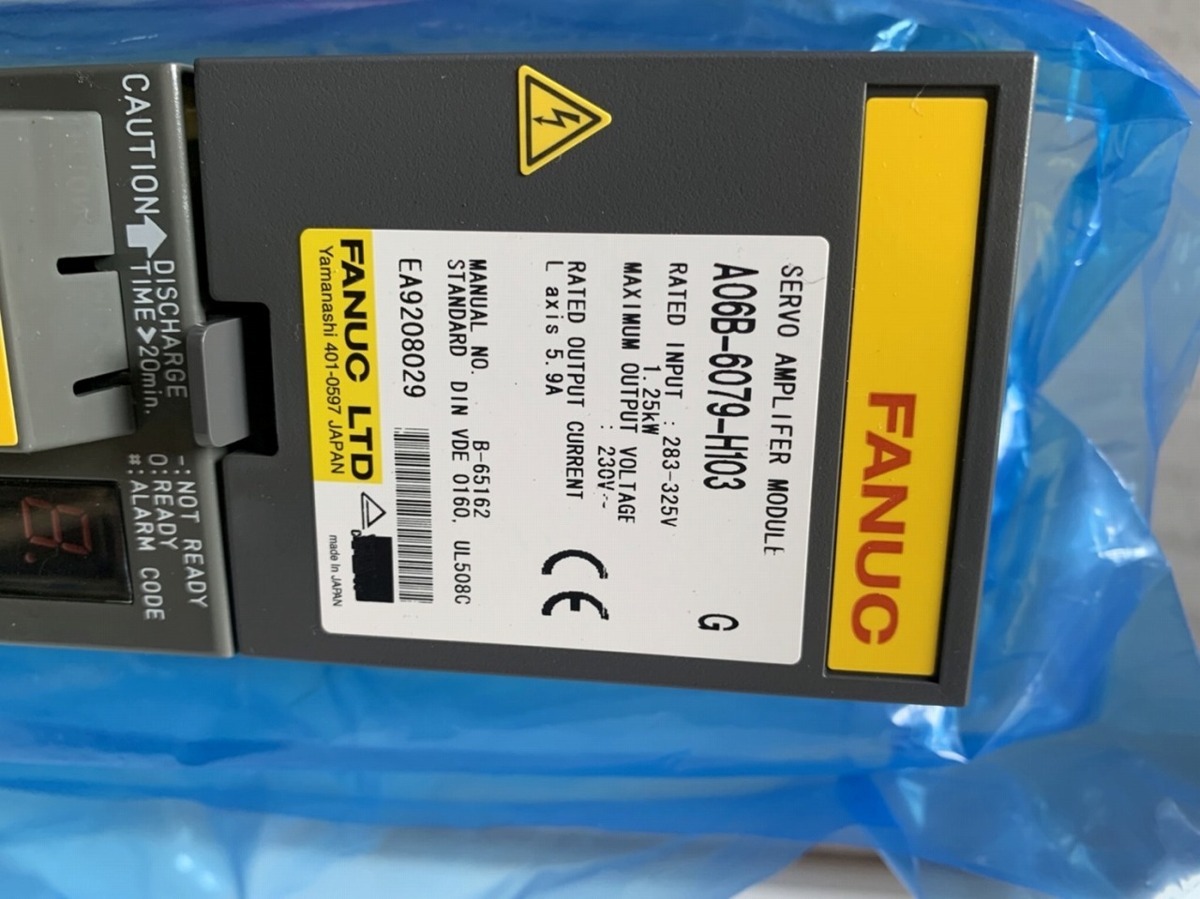 FANUC
SERVO AMPLIFER MODULE
A06B-6079-H103 G
RATED INPUT : 283-325V
1.25kW
MAXIMUM OUTPUT VOLTAGE
: 230V~
RATED OUTPUT CURRENT
L axis 5.9A
CE
MANUAL NO. B-65162
STANDARD DIN VDE 0160, UL508C
EA9208029
FANUC LTD
Yamanashi 401-0597 JAPAN
made in JAPAN
CAUTION DISCHARGE
TIME>20min.
-:NOT READY
0:READY
#:ALARM CODE
8.